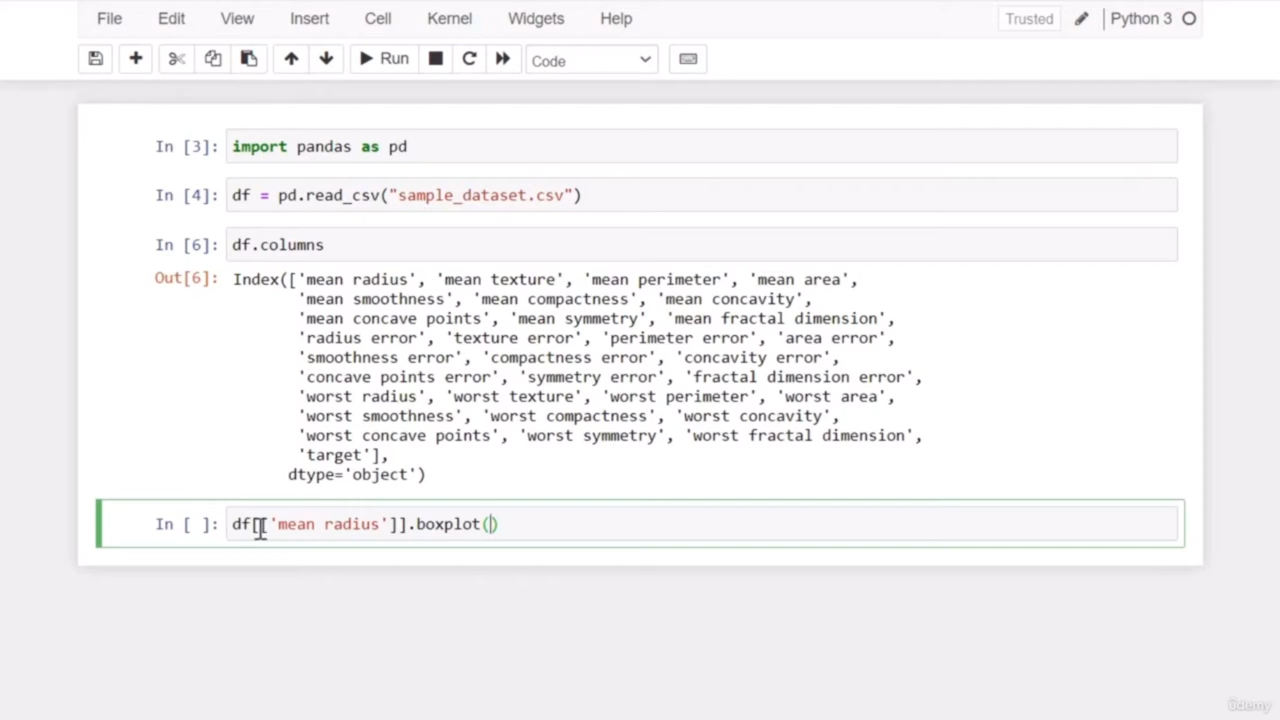 File Edit View Insert Cell Kernel Widgets Help Trusted Python 3
Run Code
In [3]: import pandas as pd
In [4]: df = pd.read_csv("sample_dataset.csv")
In [6]: df.columns
Out[6]: Index(['mean radius', 'mean texture', 'mean perimeter', 'mean area',
'mean smoothness', 'mean compactness', 'mean concavity',
'mean concave points', 'mean symmetry', 'mean fractal dimension',
'radius error', 'texture error', 'perimeter error', 'area error',
'smoothness error', 'compactness error', 'concavity error',
'concave points error', 'symmetry error', 'fractal dimension error',
'worst radius', 'worst texture', 'worst perimeter', 'worst area',
'worst smoothness', 'worst compactness', 'worst concavity',
'worst concave points', 'worst symmetry', 'worst fractal dimension',
'target'],
dtype='object')
In [ ]: df[['mean radius']].boxplot()
ûdemy